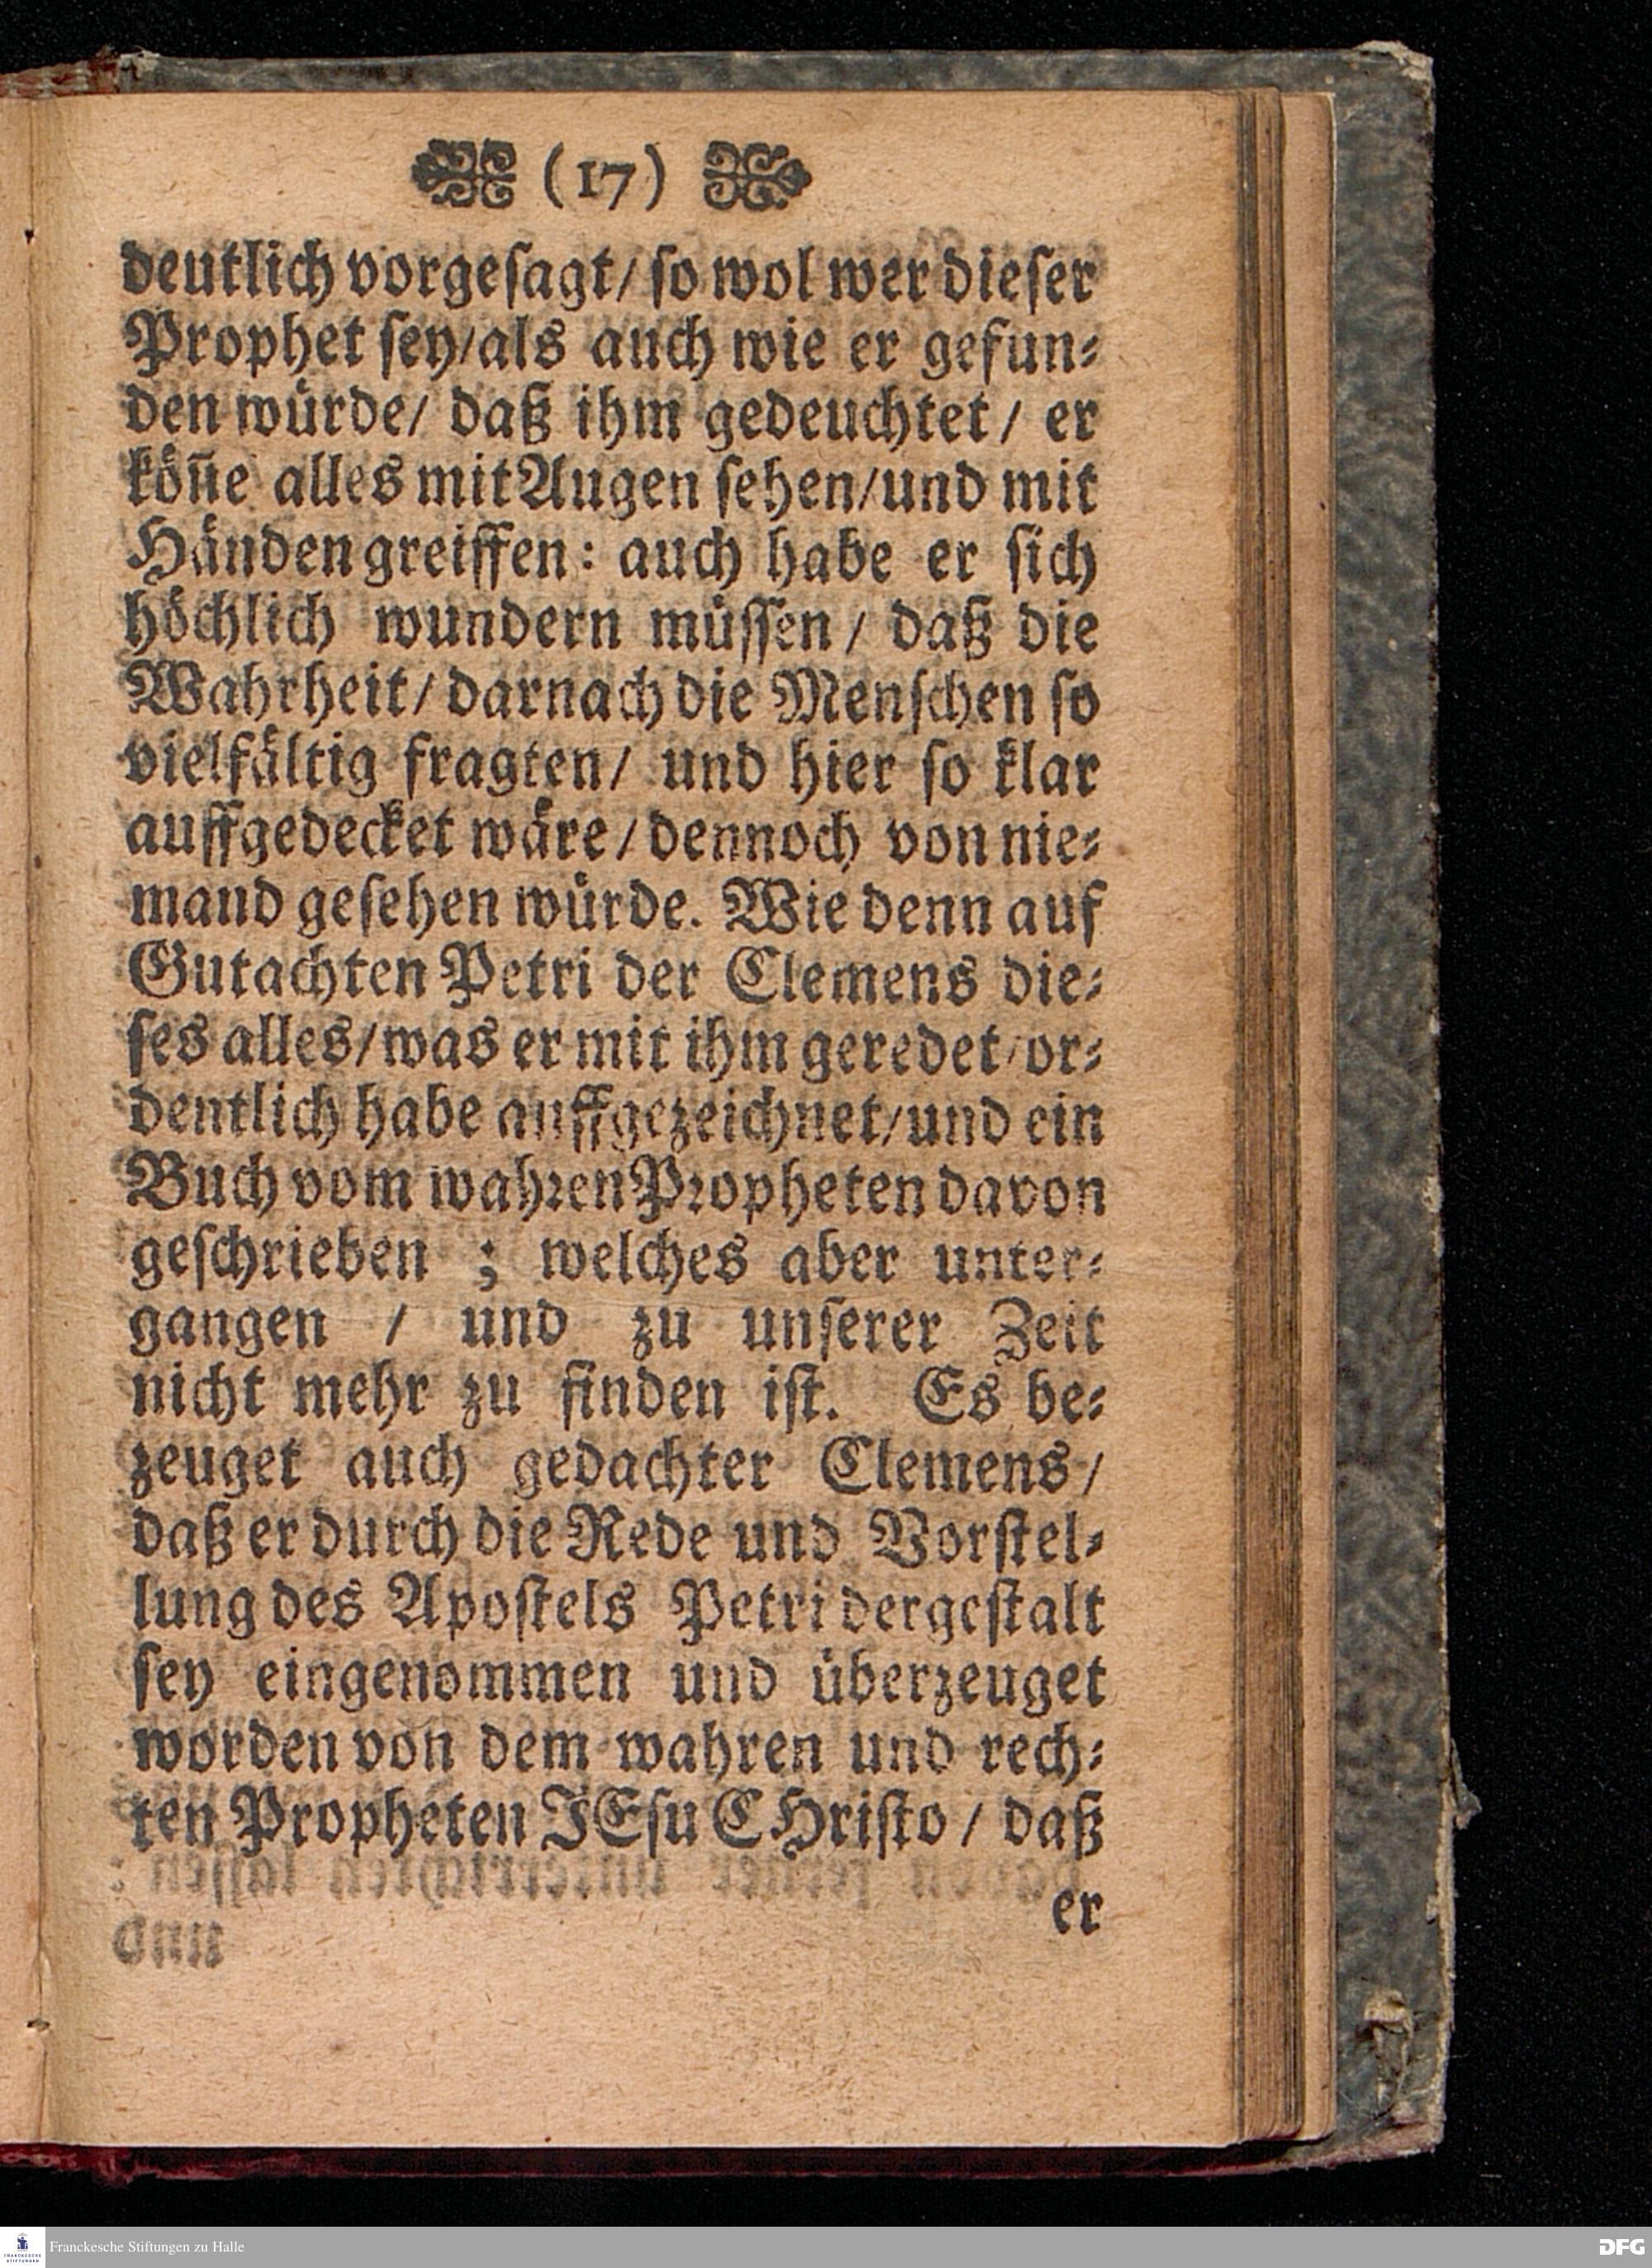 (17)
deutlich vorgeſagt/ ſo wol wer dieſer
Prophet ſey/als auch wie er gefun⸗
den würde/ daß ihm gedeuchtet/ er
köñe alles mit Augen ſehen/und mit
Händen greiffen: auch habe er ſich
höchlich wundern müſſen/ daß die
Wahrheit/ darnach die Menſchen ſo
vielfältig fragten/ und hier ſo klar
auffgedecket wäre/ dennoch von nie⸗
mand geſehen würde. Wie denn auf
Gutachten Petri der Clemens die⸗
ſes alles/was er mit ihm geredet/or⸗
dentlich habe auffgezeichnet/und ein
Buch vom wahꝛen Pꝛopheten davon
geſchrieben ; welches aber unter⸗
gangen / und zu unſerer Zeit
nicht mehr zu finden iſt. Es be⸗
zeuget auch gedachter Clemens/
daß er durch die Rede und Vorſtel⸗
lung des Apoſtels Petri dergeſtalt
ſey eingenommen und überzeuget
worden von dem wahren und rech⸗
ten Propheten JEſu CHriſto/ daß
er
Franckesche Stiftungen zu Halle
FRANCKESCHE STIFTUNGEN
DFG